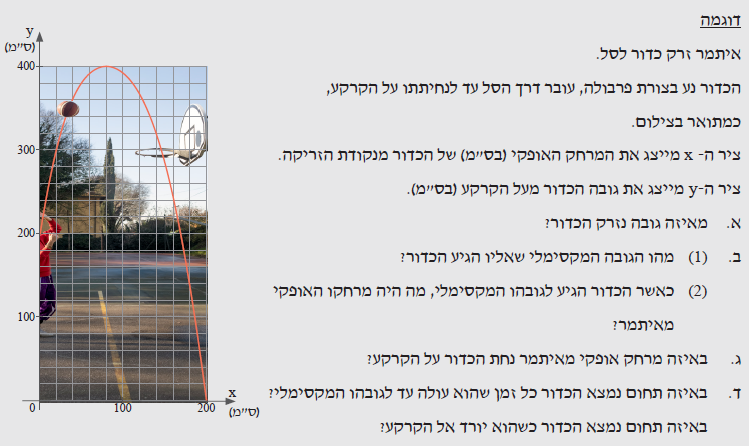 דוגמה
איתמר זרק כדור לסל.
הכדור נע בצורת פרבולה, עובר דרך הסל עד לנחיתתו על הקרקע,
כמתואר בצילום.
ציר ה- x מייצג את המרחק האופקי (בס״מ) של הכדור מנקודת הזריקה.
ציר ה-y מייצג את גובה הכדור מעל הקרקע (בס״מ).
א. מאיזה גובה נזרק הכדור?
ב. (1) מהו הגובה המקסימלי שאליו הגיע הכדור?
(2) כאשר הכדור הגיע לגובהו המקסימלי, מה היה מרחקו האופקי
מאיתמר?
ג. באיזה מרחק אופקי מאיתמר נחת הכדור על הקרקע?
ד. באיזה תחום נמצא הכדור כל זמן שהוא עולה עד לגובהו המקסימלי?
באיזה תחום נמצא הכדור כשהוא יורד אל הקרקע?
y
(ס״מ)
400
300
200
100
0 100 200
x
(ס״מ)